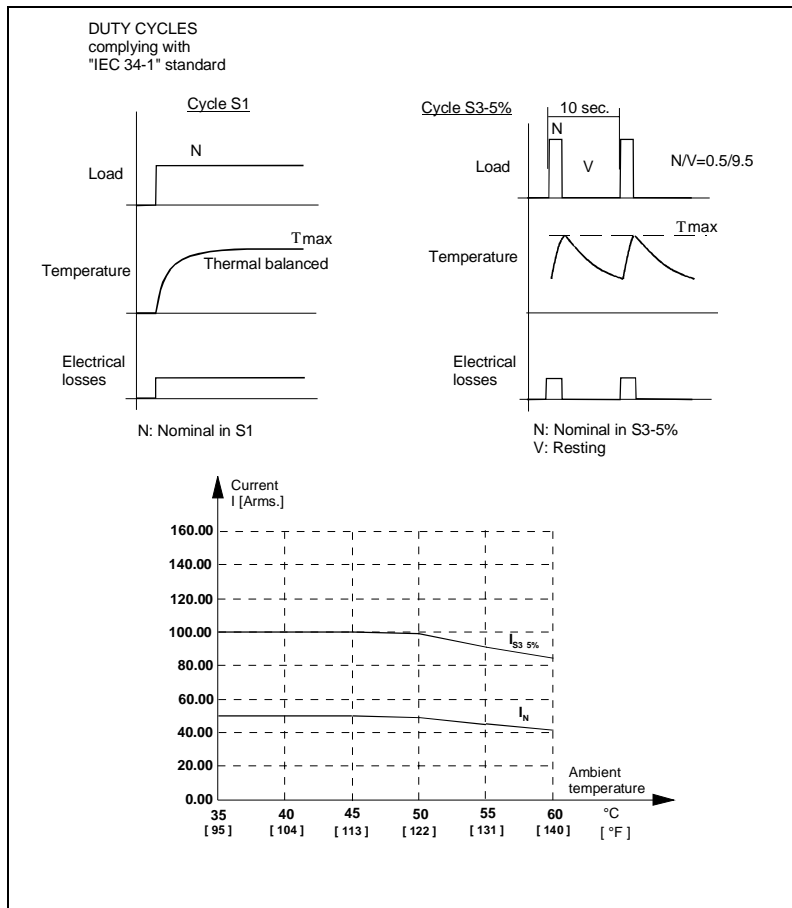 DUTY CYCLES
complying with
"IEC 34-1" standard
Cycle S1
N
Load
Tmax
Thermal balanced
Temperature
Electrical
losses
N: Nominal in S1
Cycle S3-5%
10 sec.
N
V
N/V=0.5/9.5
Load
Tmax
Temperature
Electrical
losses
N: Nominal in S3-5%
V: Resting
Current
I [Arms.]
160.00
140.00
120.00
100.00
80.00
60.00
40.00
20.00
0.00
IS3 5%
IN
Ambient
temperature
35 40 45 50 55 60 °C
[ 95 ] [ 104 ] [ 113 ] [ 122 ] [ 131 ] [ 140 ] [ °F ]